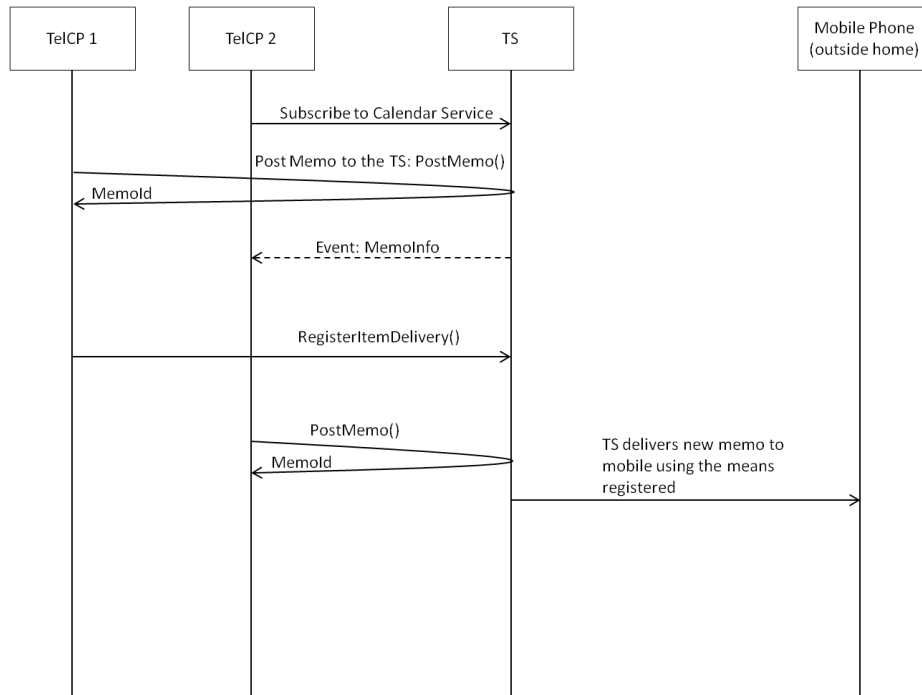 TelCP 1
TelCP 2
TS
Mobile Phone
(outside home)
Subscribe to Calendar Service
Post Memo to the TS: PostMemo()
MemoId
Event: MemoInfo
RegisterItemDelivery()
PostMemo()
MemoId
TS delivers new memo to
mobile using the means
registered